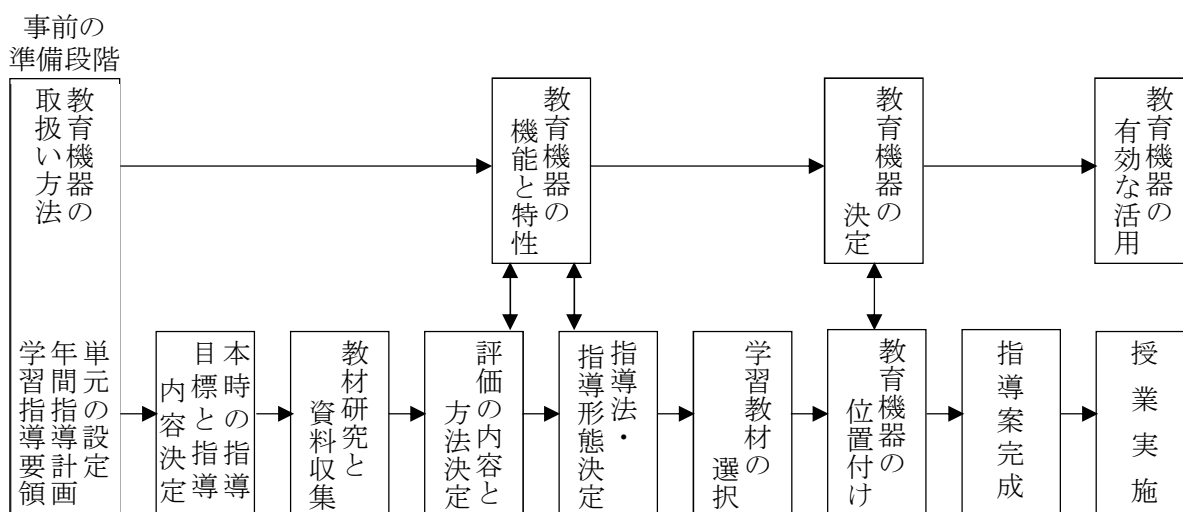 事前の
準備段階
教育機器の
取扱い方法
教育機器の
機能と特性
教育機器の
決定
教育機器の
有効な活用
単元の設定
年間指導計画
学習指導要領
本時の指導
目標と指導
内容決定
教材研究と
資料収集
評価の内容と
方法決定
指導法・
指導形態決定
学習教材の
選択
教育機器の
位置付け
指導案完成
授業実施